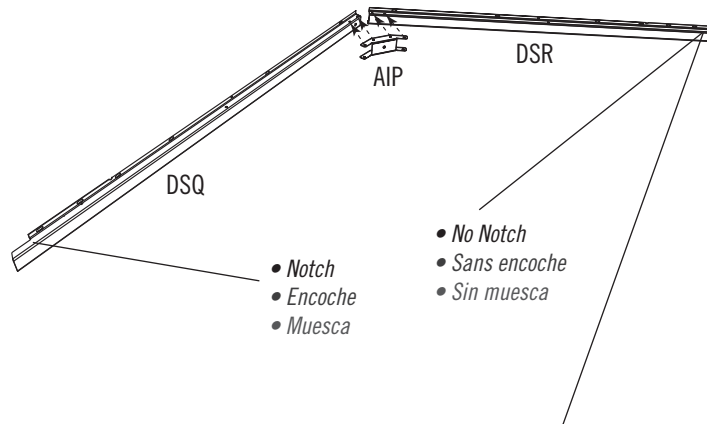 DSR
AIP
DSQ
• No Notch
• Sans encoche
• Sin muesca
• Notch
• Encoche
• Muesca